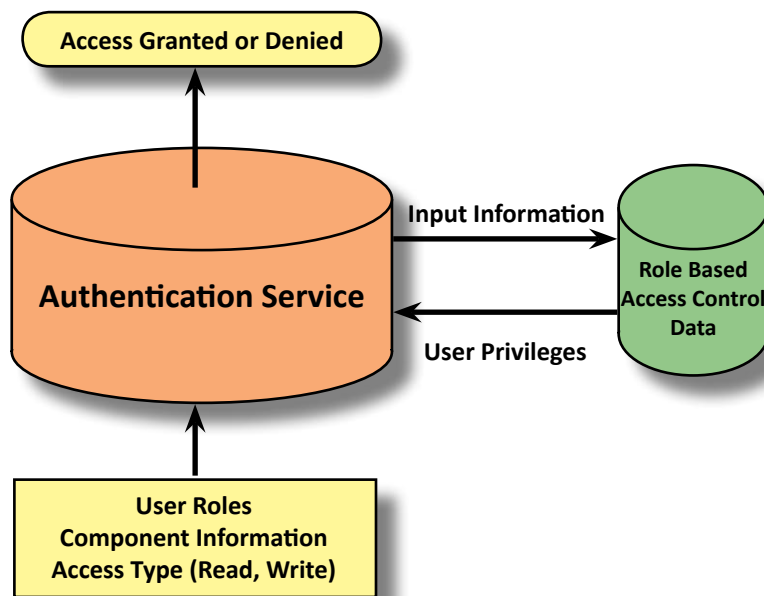 Access Granted or Denied
Input Information
Authentication Service
Role Based
Access Control
Data
User Privileges
User Roles
Component Information
Access Type (Read, Write)